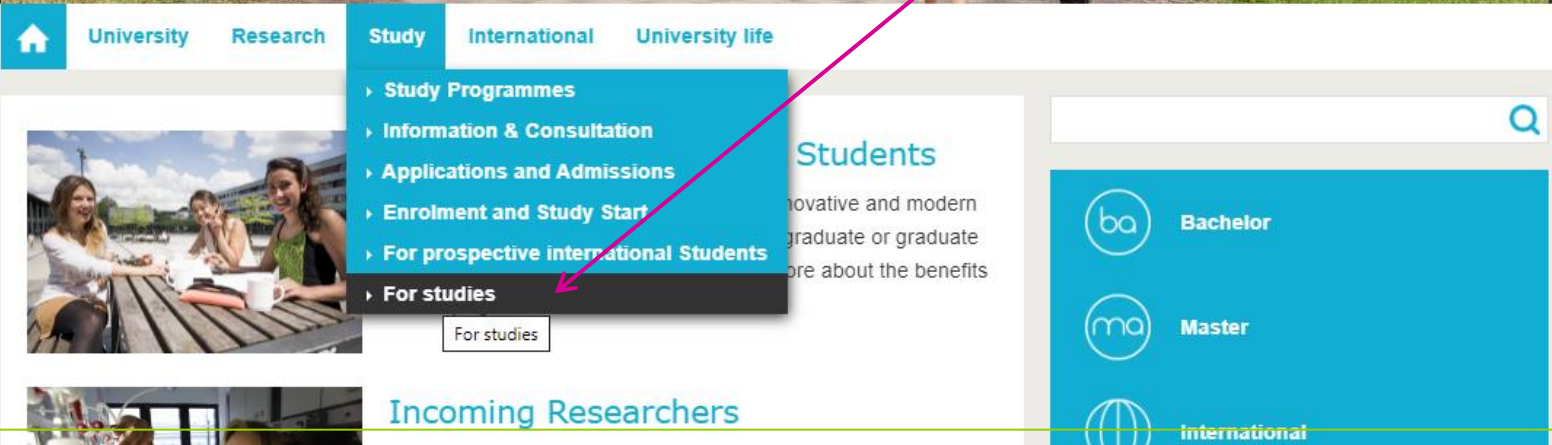 University Research Study International University life
Study Programmes
Information & Consultation
Applications and Admissions
Enrolment and Study Start
For prospective international Students
For studies
For studies
Students
novative and modern
graduate or graduate
ore about the benefits
Incoming Researchers
ba Bachelor
ma Master
International